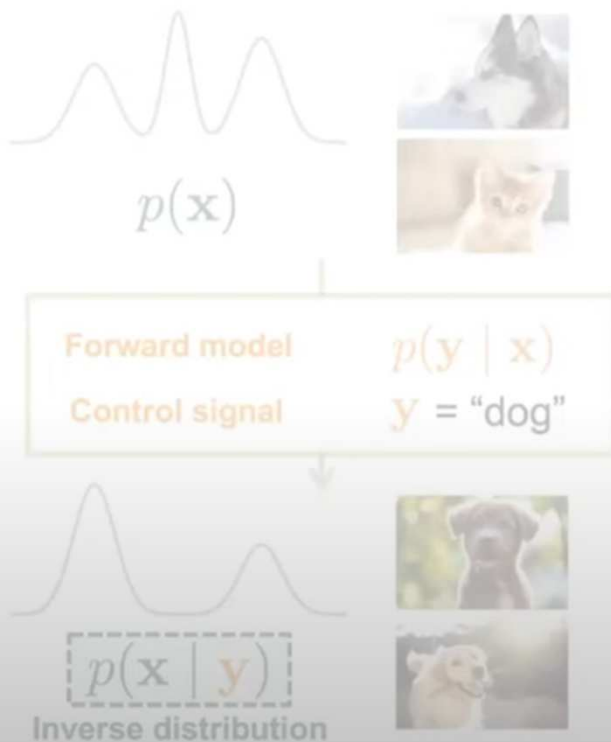 p(x)
Forward model p(y | x)
Control signal y = “dog”
p(x | y)
Inverse distribution